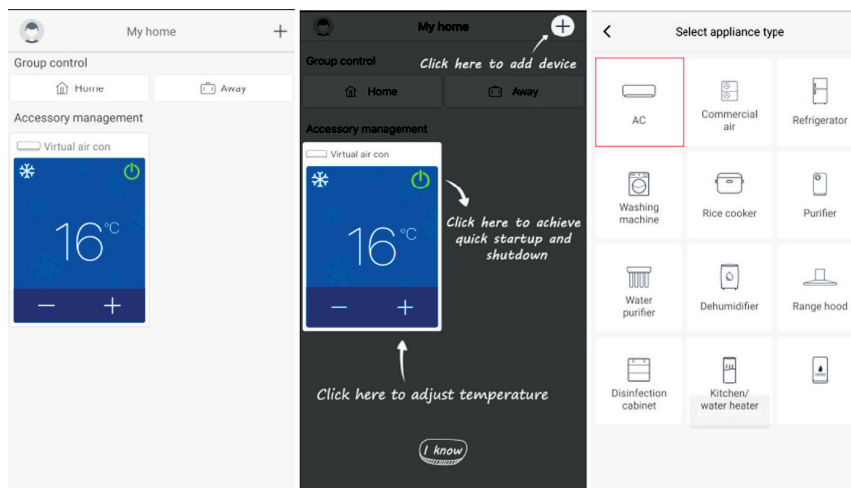 My home
+
Group control
Home
Away
Accessory management
Virtual air con
16°C
− +
My home
+
Group control
Click here to add device
Home
Away
Accessory management
Virtual air con
16°C
− +
Click here to achieve
quick startup and
shutdown
Click here to adjust temperature
I know
Select appliance type
AC
Commercial
air
Refrigerator
Washing
machine
Rice cooker
Purifier
Water
purifier
Dehumidifier
Range hood
Disinfection
cabinet
Kitchen/
water heater